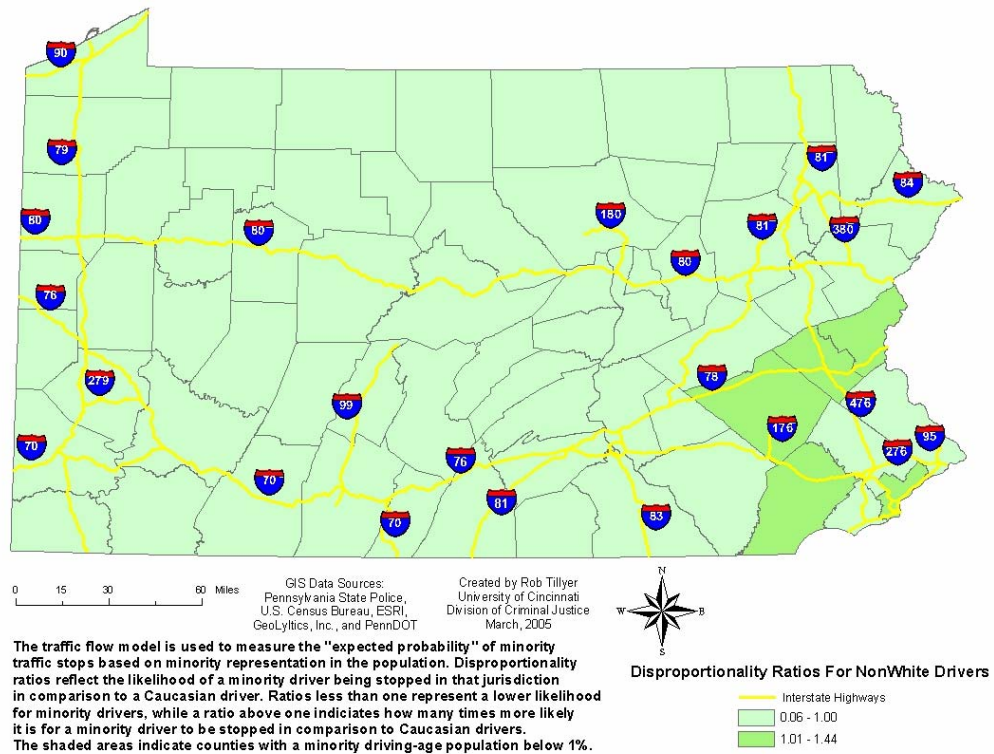 90
79
81
84
80
180
80
81
380
80
76
279
78
99
476
176
70
95
276
76
70
81
83
70
N
W
E
S
0 15 30 60 Miles
GIS Data Sources:
Pennsylvania State Police,
U.S. Census Bureau, ESRI,
GeoLyltics, Inc., and PennDOT
Created by Rob Tillyer
University of Cincinnati
Division of Criminal Justice
March, 2005
The traffic flow model is used to measure the "expected probability" of minority
traffic stops based on minority representation in the population. Disproportionality
ratios reflect the likelihood of a minority driver being stopped in that jurisdiction
in comparison to a Caucasian driver. Ratios less than one represent a lower likelihood
for minority drivers, while a ratio above one indiciates how many times more likely
it is for a minority driver to be stopped in comparison to Caucasian drivers.
The shaded areas indicate counties with a minority driving-age population below 1%.
Disproportionality Ratios For NonWhite Drivers
Interstate Highways
0.06 - 1.00
1.01 - 1.44